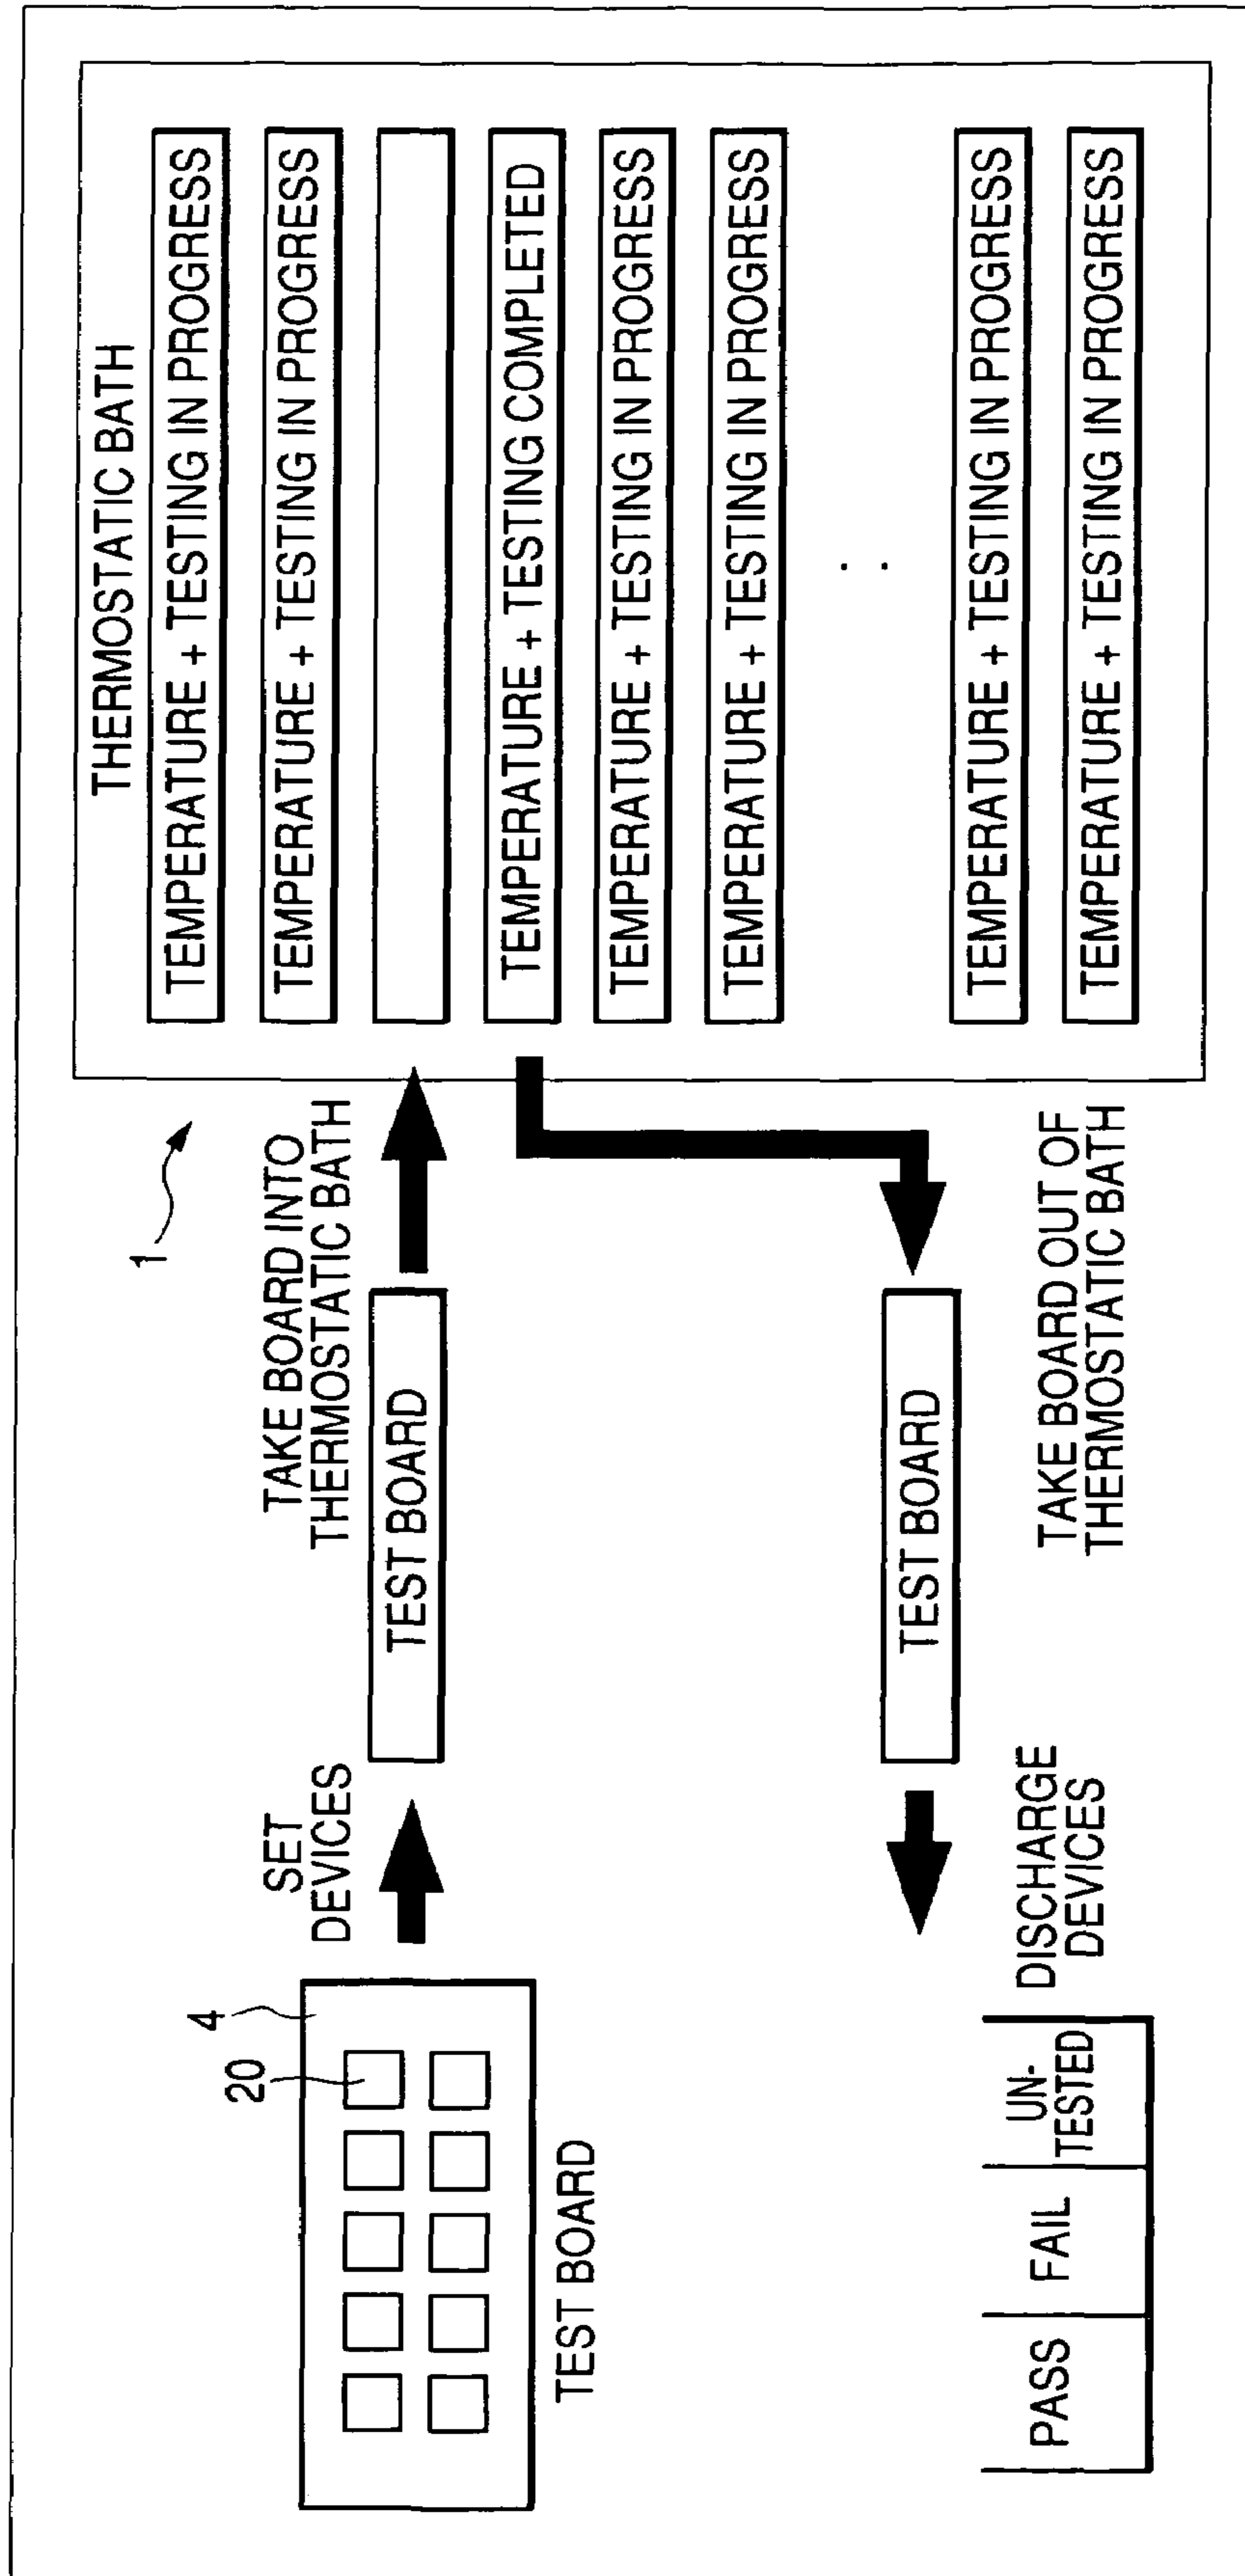 1
THERMOSTATIC BATH
TEMPERATURE + TESTING IN PROGRESS
TEMPERATURE + TESTING IN PROGRESS
TEMPERATURE + TESTING COMPLETED
TEMPERATURE + TESTING IN PROGRESS
TEMPERATURE + TESTING IN PROGRESS
. .
TEMPERATURE + TESTING IN PROGRESS
TEMPERATURE + TESTING IN PROGRESS
4
20
TEST BOARD
SET
DEVICES
TEST BOARD
TAKE BOARD INTO
THERMOSTATIC BATH
TEST BOARD
TAKE BOARD OUT OF
THERMOSTATIC BATH
DISCHARGE
DEVICES
PASS
FAIL
UN-
TESTED